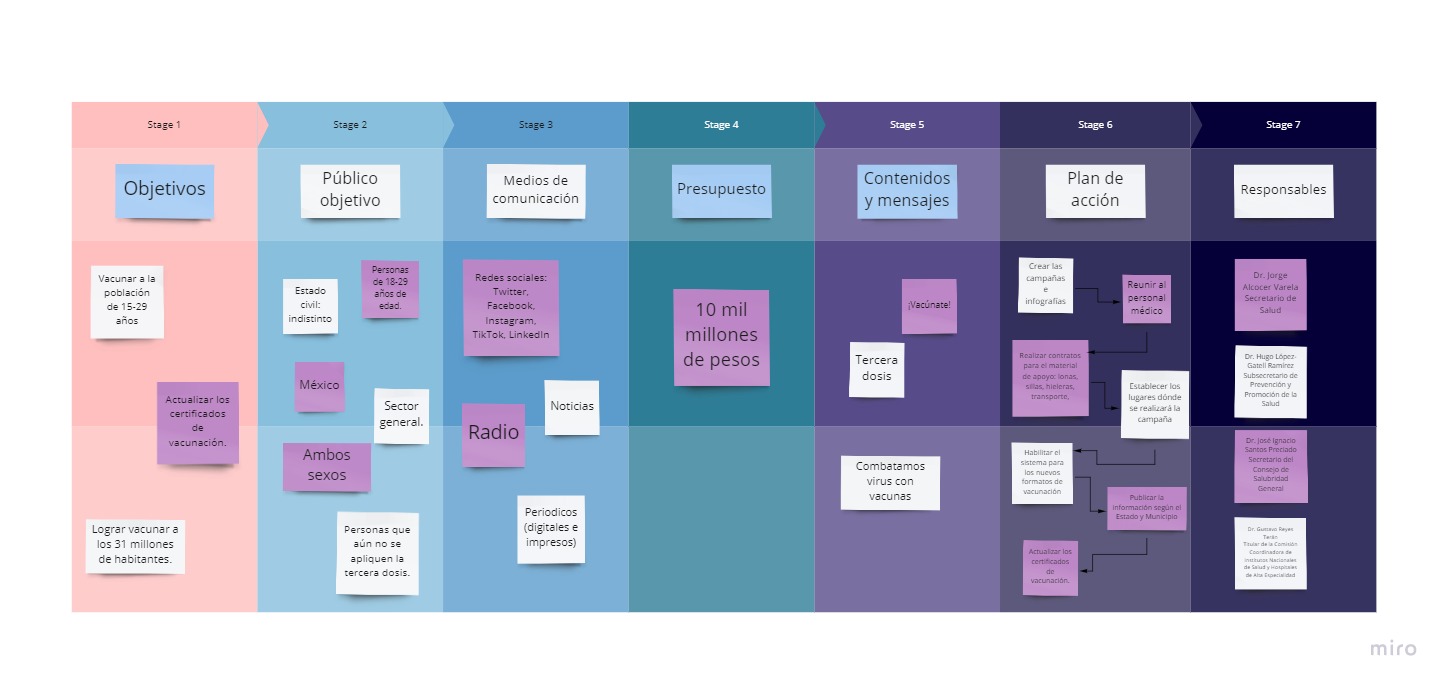 Stage 1
Stage 2
Stage 3
Stage 4
Stage 5
Stage 6
Stage 7
Objetivos
Público
objetivo
Medios de
comunicación
Presupuesto
Contenidos
y mensajes
Plan de
acción
Responsables
Vacunar a la
población
de 15-29
años
Actualizar los
certificados
de
vacunación.
Lograr vacunar a
los 31 millones
de habitantes.
Estado
civil:
indistinto
Personas
de 18-29
años de
edad.
México
Sector
general.
Ambos
sexos
Personas que
aún no se
apliquen la
tercera dosis.
Redes sociales:
Twitter,
Facebook,
Instagram,
TikTok, LinkedIn
Noticias
Radio
Periodicos
(digitales e
impresos)
10 mil
millones
de pesos
¡Vacúnate!
Tercera
dosis
Combatamos
virus con
vacunas
Crear las
campañas
e
infografías
Reunir al
personal
médico
Realizar contratos
para el material
de apoyo: lonas,
sillas, hieleras,
transporte,
Establecer los
lugares dónde
se realizará la
campaña
Habilitar el
sistema para
los nuevos
formatos de
vacunación
Publicar la
información según el
Estado y Municipio
Actualizar los
certificados
de
vacunación.
Dr. Jorge
Alcocer Varela
Secretario de
Salud
Dr. Hugo López-
Gatell Ramírez
Subsecretario de
Prevención y
Promoción de la
Salud
Dr. José Ignacio
Santos Preciado
Secretario del
Consejo de
Salubridad
General
Dr. Gustavo Reyes
Terán
Titular de la Comisión
Coordinadora de
Institutos Nacionales
de Salud y Hospitales
de Alta Especialidad
miro